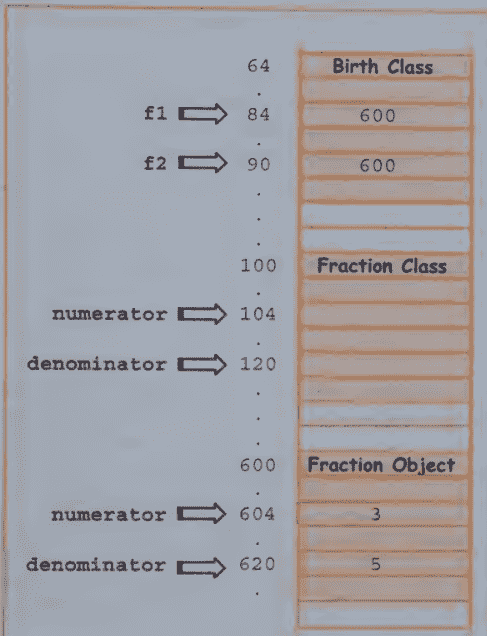 64 Birth Class
.
f1 84 600
.
f2 90 600
.
.
.
100 Fraction Class
.
numerator 104
.
denominator 120
.
.
.
600 Fraction Object
.
numerator 604 3
.
denominator 620 5
.